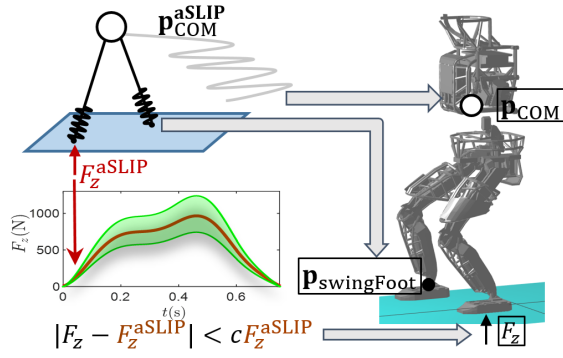 p_COM^aSLIP
p_COM
F_z^aSLIP
F_z(N)
1000
500
0
0 0.2 0.4 0.6
t(s)
p_swingFoot
|F_z − F_z^aSLIP| < cF_z^aSLIP
F_z